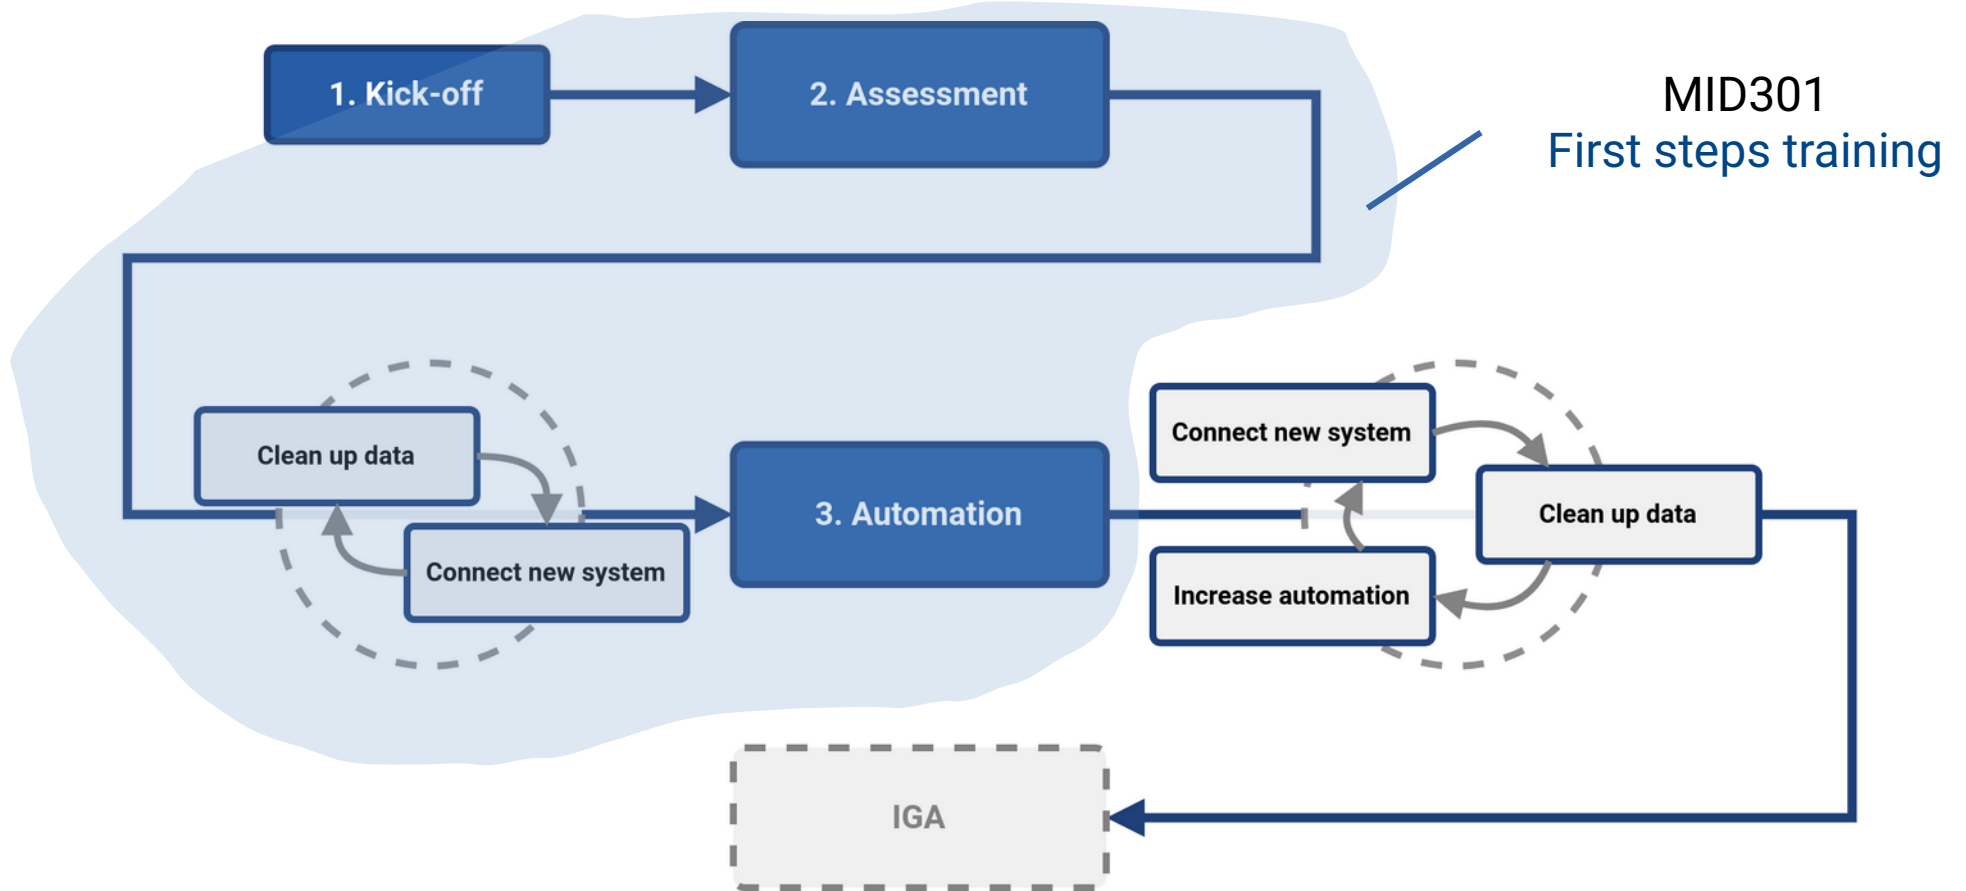 1. Kick-off
2. Assessment
MID301
First steps training
Clean up data
Connect new system
3. Automation
Connect new system
Clean up data
Increase automation
IGA